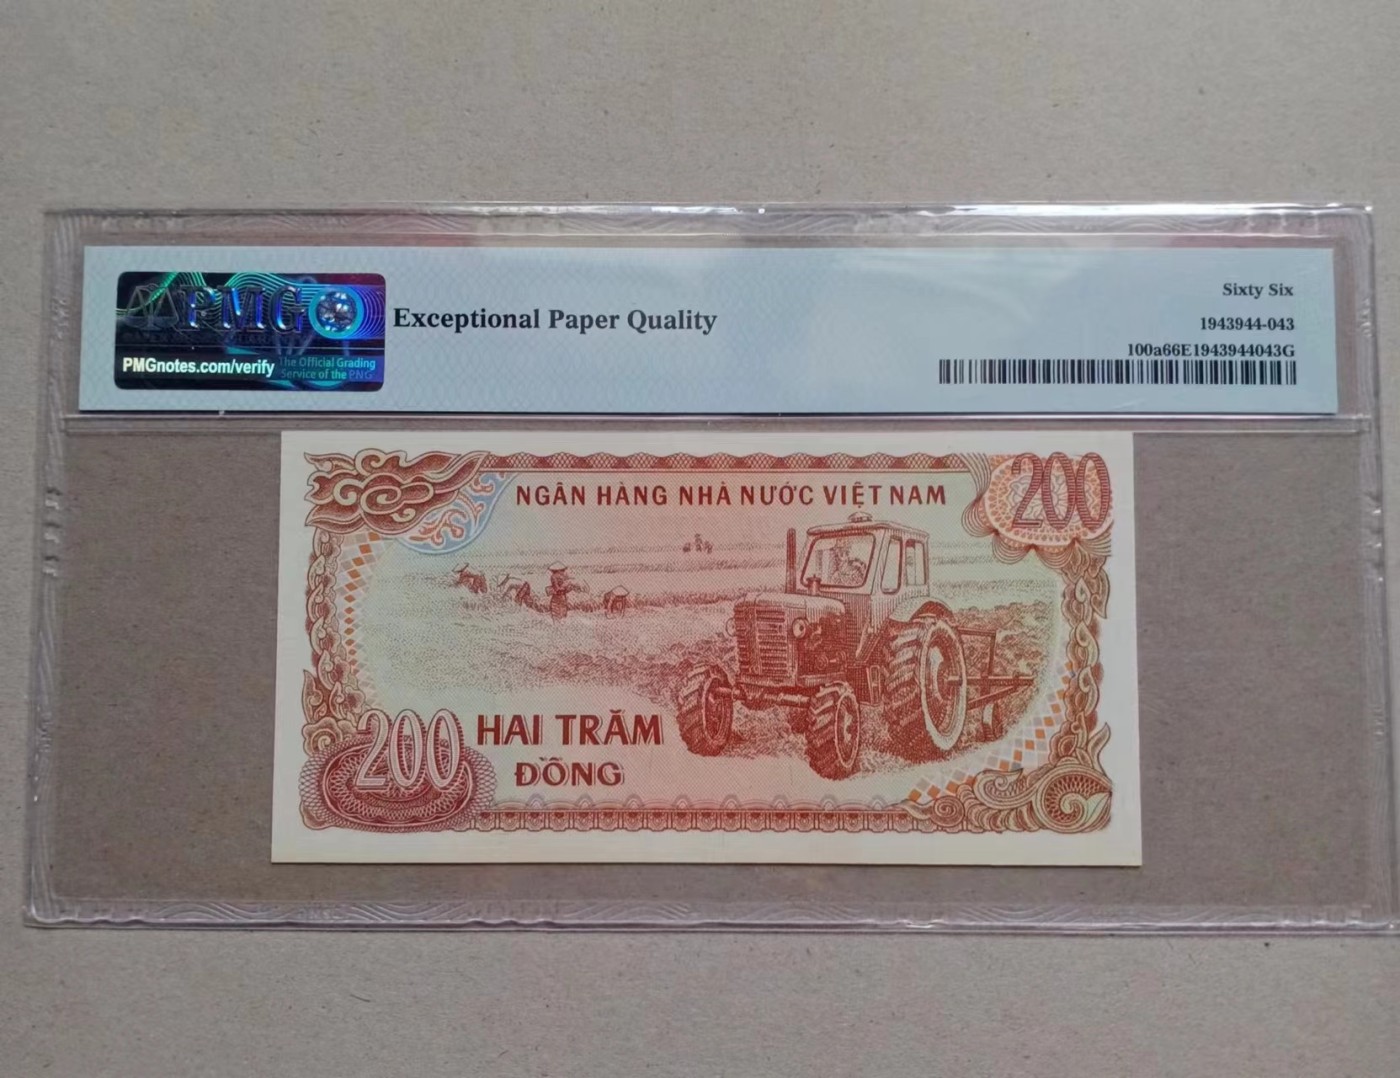 PMG
PMGnotes.com/verify
The Official Grading
Service of the PNG
Exceptional Paper Quality
Sixty Six
1943944-043
100a66E1943944043G
NGÂN HÀNG NHÀ NƯỚC VIỆT NAM
200
200
HAI TRĂM
ĐỒNG